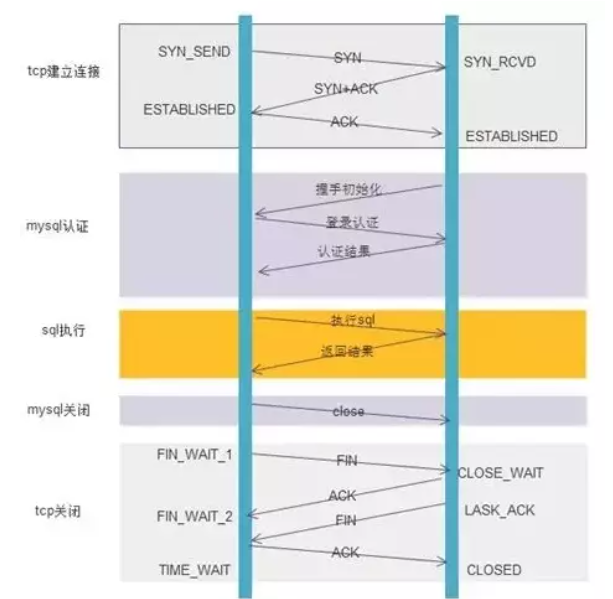 SYN_SEND
SYN
SYN_RCVD
tcp建立连接
SYN+ACK
ESTABLISHED
ACK
ESTABLISHED
握手初始化
mysql认证
登录认证
认证结果
执行sql
sql执行
返回结果
mysql关闭
close
FIN_WAIT_1
FIN
CLOSE_WAIT
ACK
tcp关闭
FIN_WAIT_2
FIN
LASK_ACK
ACK
TIME_WAIT
CLOSED